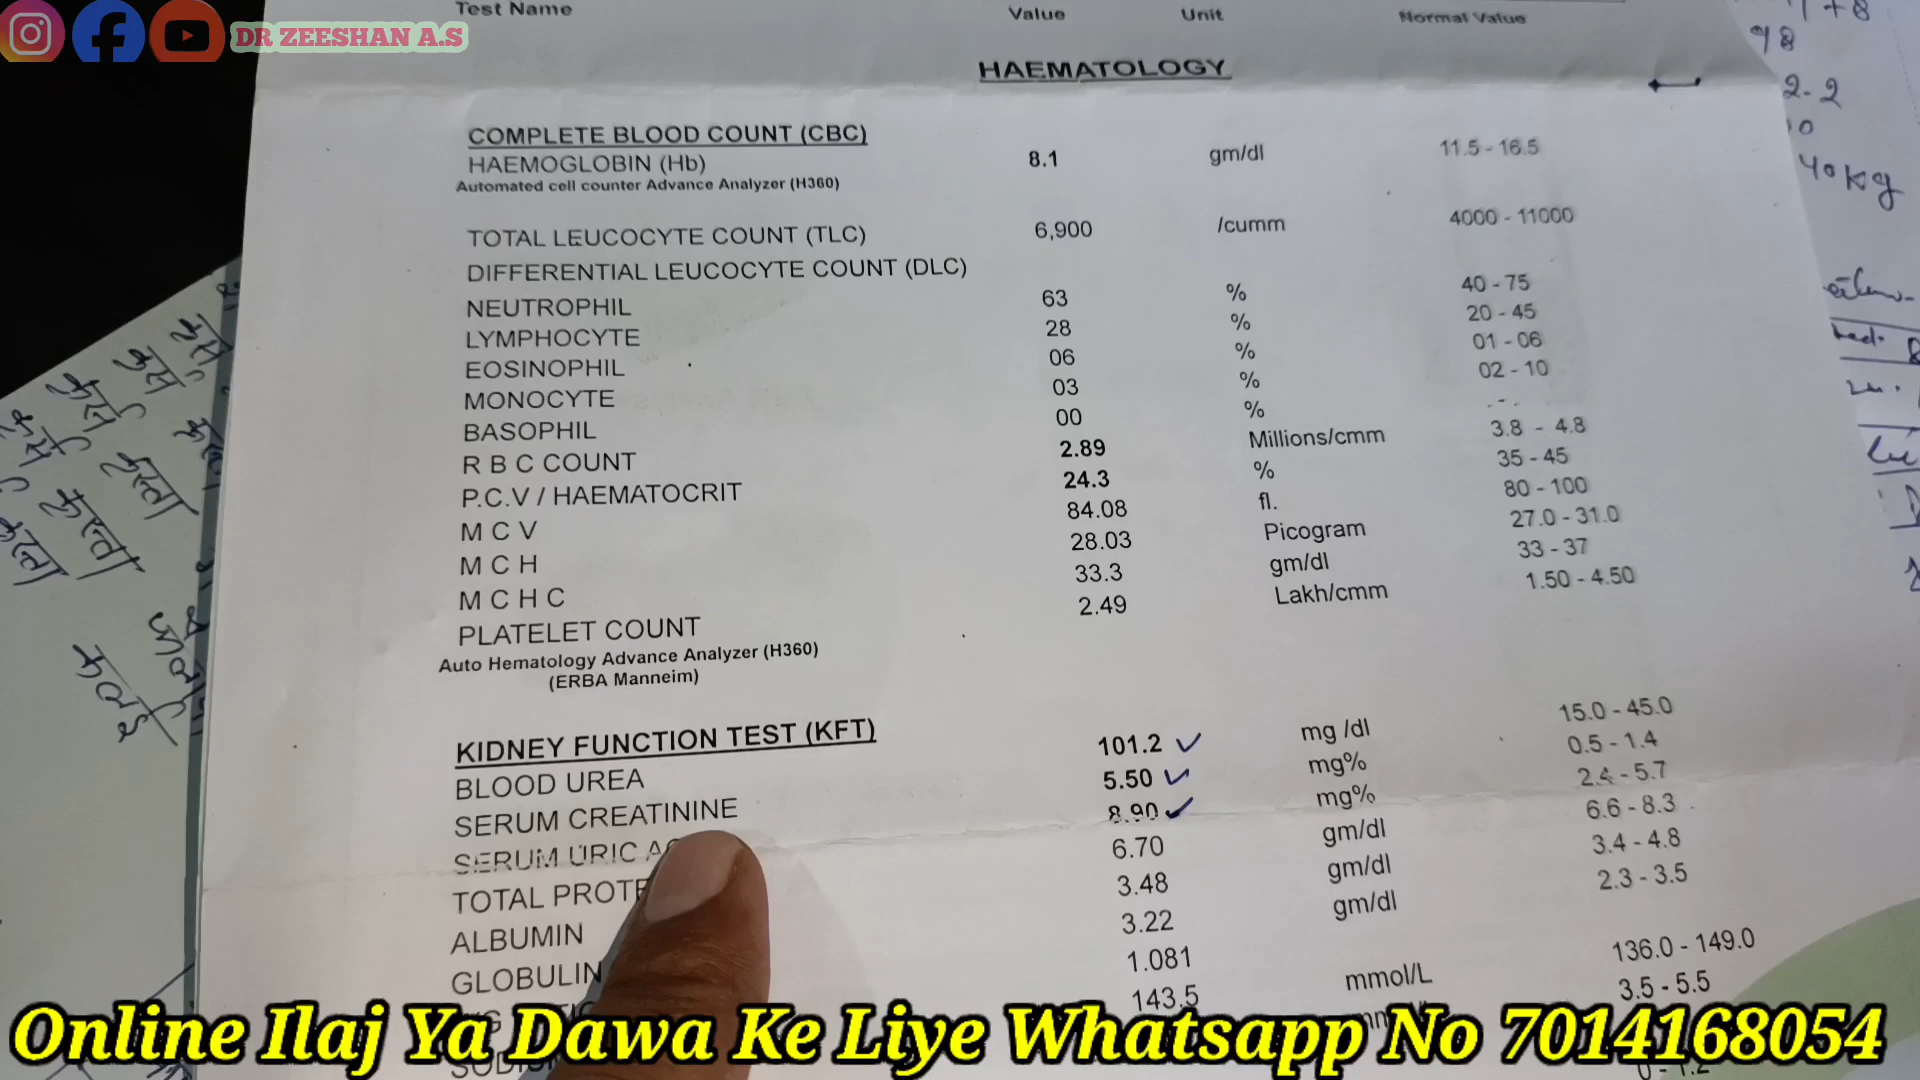 DR ZEESHAN A.S
Test Name Value Unit Normal Value
HAEMATOLOGY
COMPLETE BLOOD COUNT (CBC)
HAEMOGLOBIN (Hb) 8.1 gm/dl 11.5 - 16.5
Automated cell counter Advance Analyzer (H360)
TOTAL LEUCOCYTE COUNT (TLC) 6,900 /cumm 4000 - 11000
DIFFERENTIAL LEUCOCYTE COUNT (DLC)
NEUTROPHIL 63 % 40 - 75
LYMPHOCYTE 28 % 20 - 45
EOSINOPHIL 06 % 01 - 06
MONOCYTE 03 % 02 - 10
BASOPHIL 00 % - -
R B C COUNT 2.89 Millions/cmm 3.8 - 4.8
P.C.V / HAEMATOCRIT 24.3 % 35 - 45
M C V 84.08 fl. 80 - 100
M C H 28.03 Picogram 27.0 - 31.0
M C H C 33.3 gm/dl 33 - 37
PLATELET COUNT 2.49 Lakh/cmm 1.50 - 4.50
Auto Hematology Advance Analyzer (H360)
(ERBA Manneim)
KIDNEY FUNCTION TEST (KFT)
BLOOD UREA 101.2 mg /dl 15.0 - 45.0
SERUM CREATININE 5.50 mg% 0.5 - 1.4
SERUM URIC 8.90 mg% 2.4 - 5.7
TOTAL 6.70 gm/dl 6.6 - 8.3
ALBUMIN 3.48 gm/dl 3.4 - 4.8
GLOBULIN 3.22 gm/dl 2.3 - 3.5
1.081
143.5 mmol/L 136.0 - 149.0
3.5 - 5.5
98
2.2
40 kg
Online Ilaj Ya Dawa Ke Liye Whatsapp No 7014168054